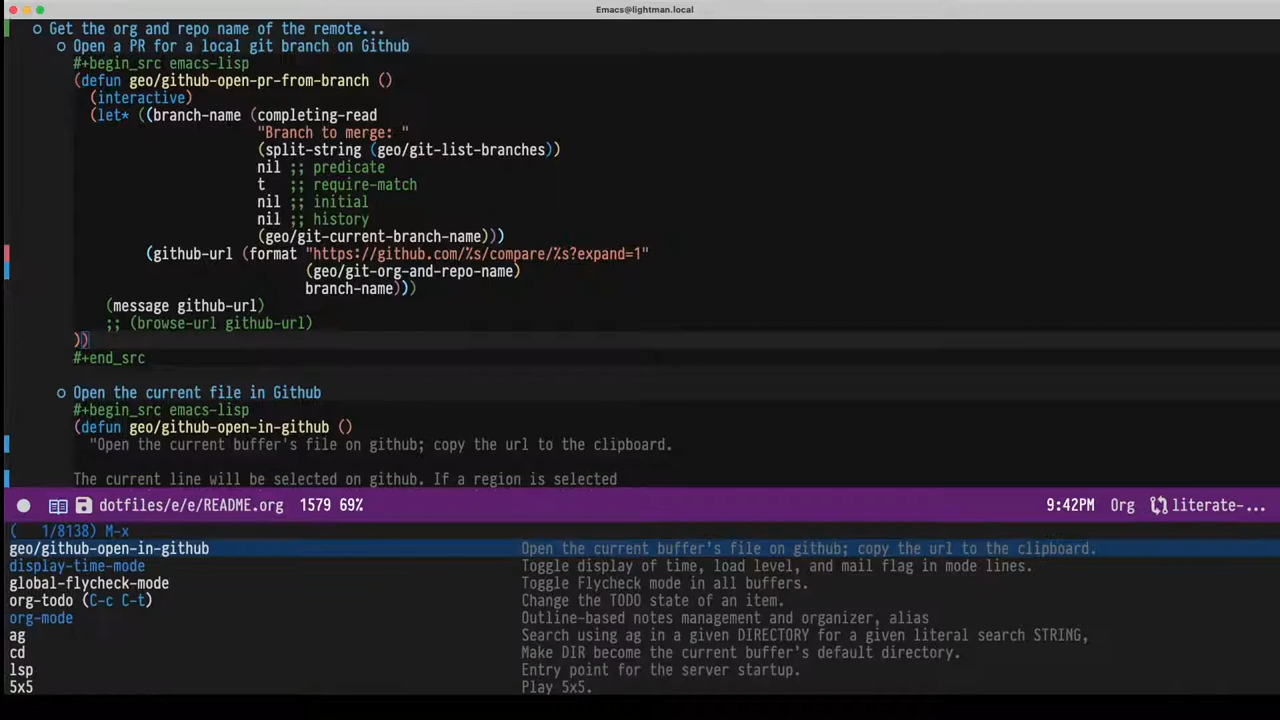 Emacs@lightman.local
Get the org and repo name of the remote...
Open a PR for a local git branch on Github
#+begin_src emacs-lisp
(defun geo/github-open-pr-from-branch ()
(interactive)
(let* ((branch-name (completing-read
"Branch to merge: "
(split-string (geo/git-list-branches))
nil ;; predicate
t ;; require-match
nil ;; initial
nil ;; history
(geo/git-current-branch-name)))
(github-url (format "https://github.com/%s/compare/%s?expand=1"
(geo/git-org-and-repo-name)
branch-name)))
(message github-url)
;; (browse-url github-url)
))
#+end_src
Open the current file in Github
#+begin_src emacs-lisp
(defun geo/github-open-in-github ()
"Open the current buffer's file on github; copy the url to the clipboard.
The current line will be selected on github. If a region is selected
dotfiles/e/e/README.org 1579 69% 9:42PM Org literate-...
( 1/8138) M-x
geo/github-open-in-github Open the current buffer's file on github; copy the url to the clipboard.
display-time-mode Toggle display of time, load level, and mail flag in mode lines.
global-flycheck-mode Toggle Flycheck mode in all buffers.
org-todo (C-c C-t) Change the TODO state of an item.
org-mode Outline-based notes management and organizer, alias
ag Search using ag in a given DIRECTORY for a given literal search STRING,
cd Make DIR become the current buffer's default directory.
lsp Entry point for the server startup.
5x5 Play 5x5.